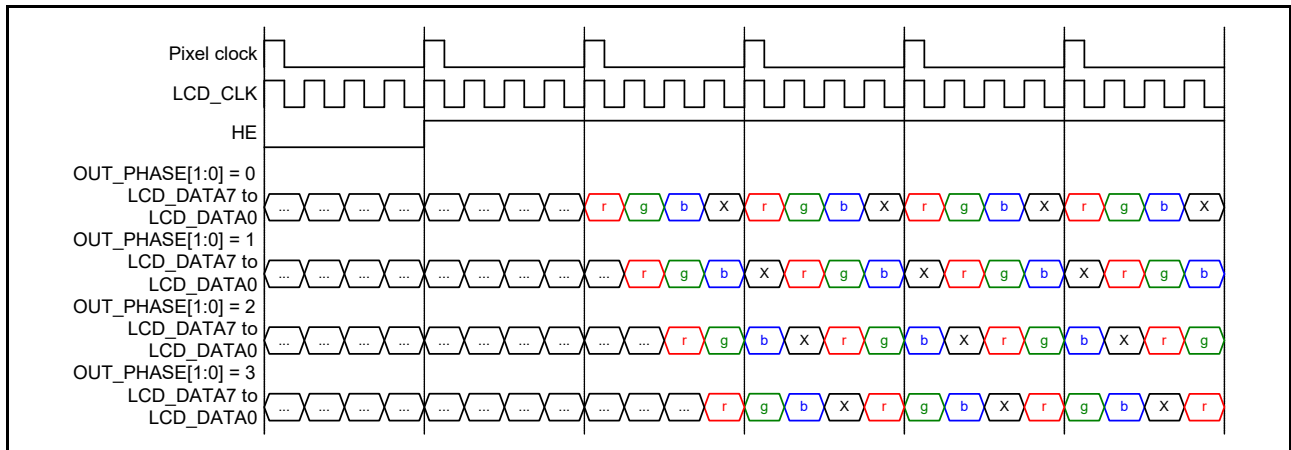 Pixel clock
LCD_CLK
HE
OUT_PHASE[1:0] = 0
LCD_DATA7 to
LCD_DATA0
... ... ... ... ... ... ... ... r g b X r g b X r g b X r g b X
OUT_PHASE[1:0] = 1
LCD_DATA7 to
LCD_DATA0
... ... ... ... ... ... ... ... ... r g b X r g b X r g b X r g b
OUT_PHASE[1:0] = 2
LCD_DATA7 to
LCD_DATA0
... ... ... ... ... ... ... ... ... ... r g b X r g b X r g b X r g
OUT_PHASE[1:0] = 3
LCD_DATA7 to
LCD_DATA0
... ... ... ... ... ... ... ... ... ... ... r g b X r g b X r g b X r